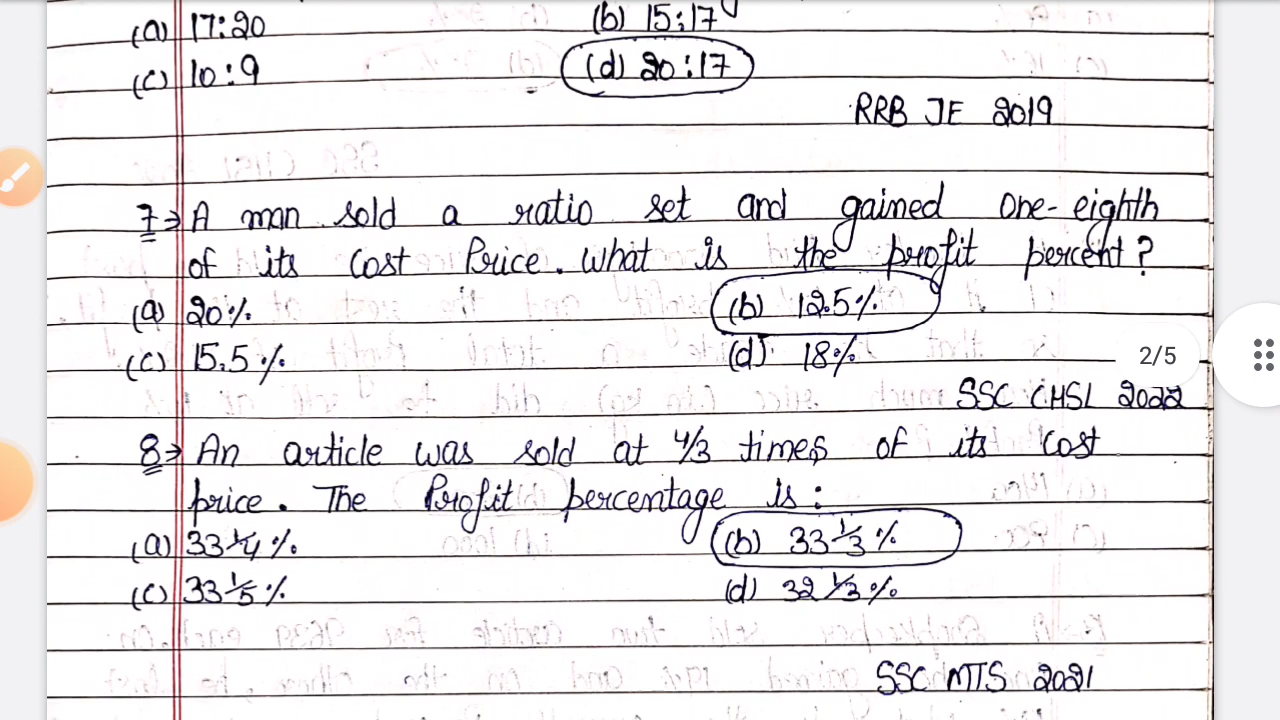 (a) 17:20 (b) 15:17
(c) 10:9 (d) 20:17
RRB JE 2019
7⇒ A man sold a ratio set and gained one-eighth
of its cost Price. what is the profit percent?
(a) 20% (b) 12.5%
(c) 15.5% (d) 18%
2/5
SSC CHSL 2022
8⇒ An article was sold at 4/3 times of its cost
price. The Profit percentage is:
(a) 33 1/4 % (b) 33 1/3 %
(c) 33 1/5 % (d) 32 1/3 %
SSC MTS 2021